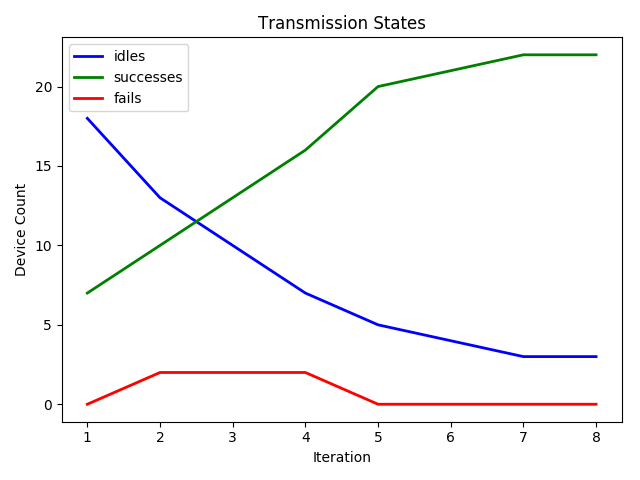 Transmission States
idles
successes
fails
Device Count
20
15
10
5
0
1 2 3 4 5 6 7 8
Iteration